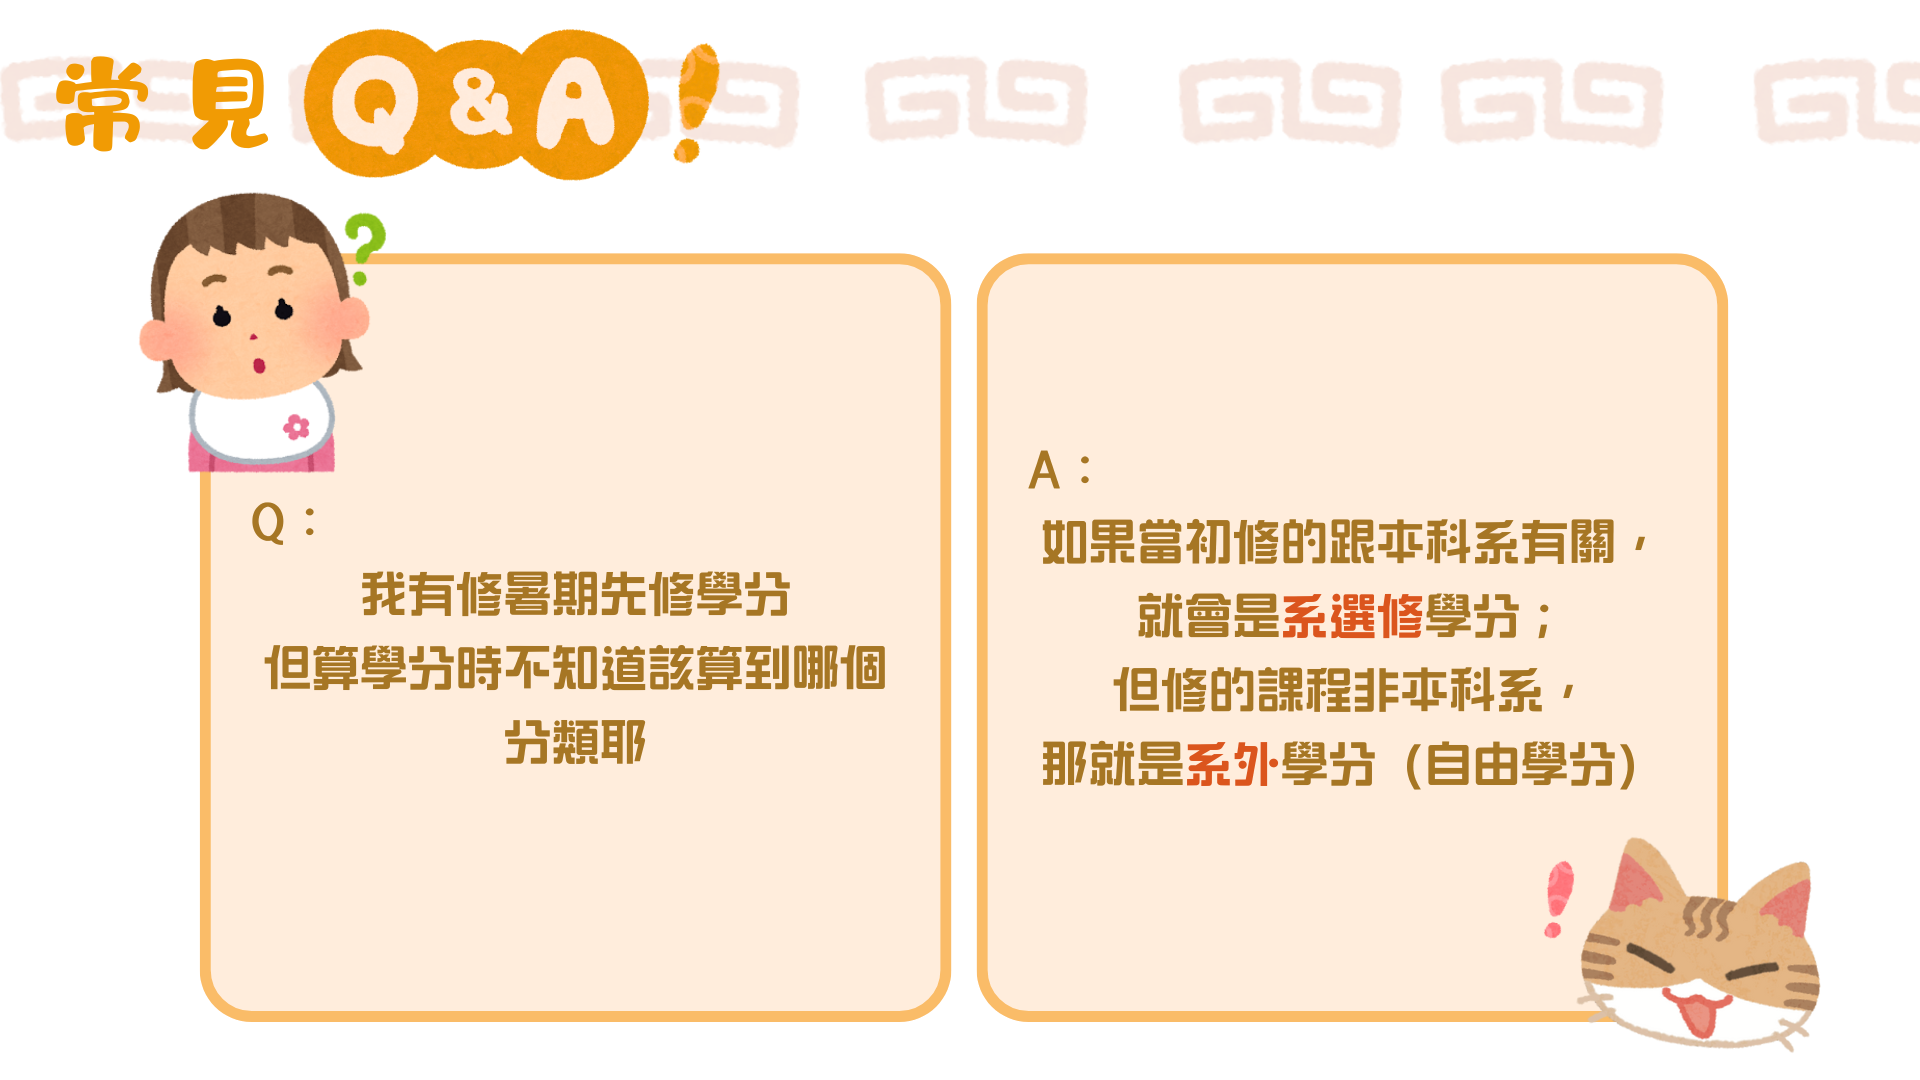 常見Q&A!
?
Q：
我有修暑期先修學分
但算學分時不知道該算到哪個
分類耶
A：
如果當初修的跟本科系有關，
就會是系選修學分；
但修的課程非本科系，
那就是系外學分（自由學分）
!